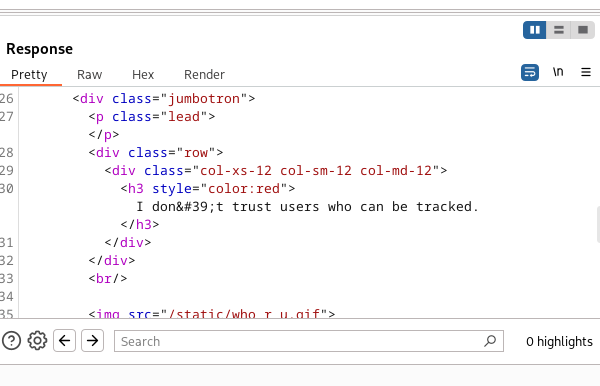 Response
Pretty Raw Hex Render
\n
26 <div class="jumbotron">
27 <p class="lead">
</p>
28 <div class="row">
29 <div class="col-xs-12 col-sm-12 col-md-12">
30 <h3 style="color:red">
I don&#39;t trust users who can be tracked.
</h3>
31 </div>
32 </div>
33 <br/>
34
35 <img src="/static/who_r_u.gif">
Search
0 highlights